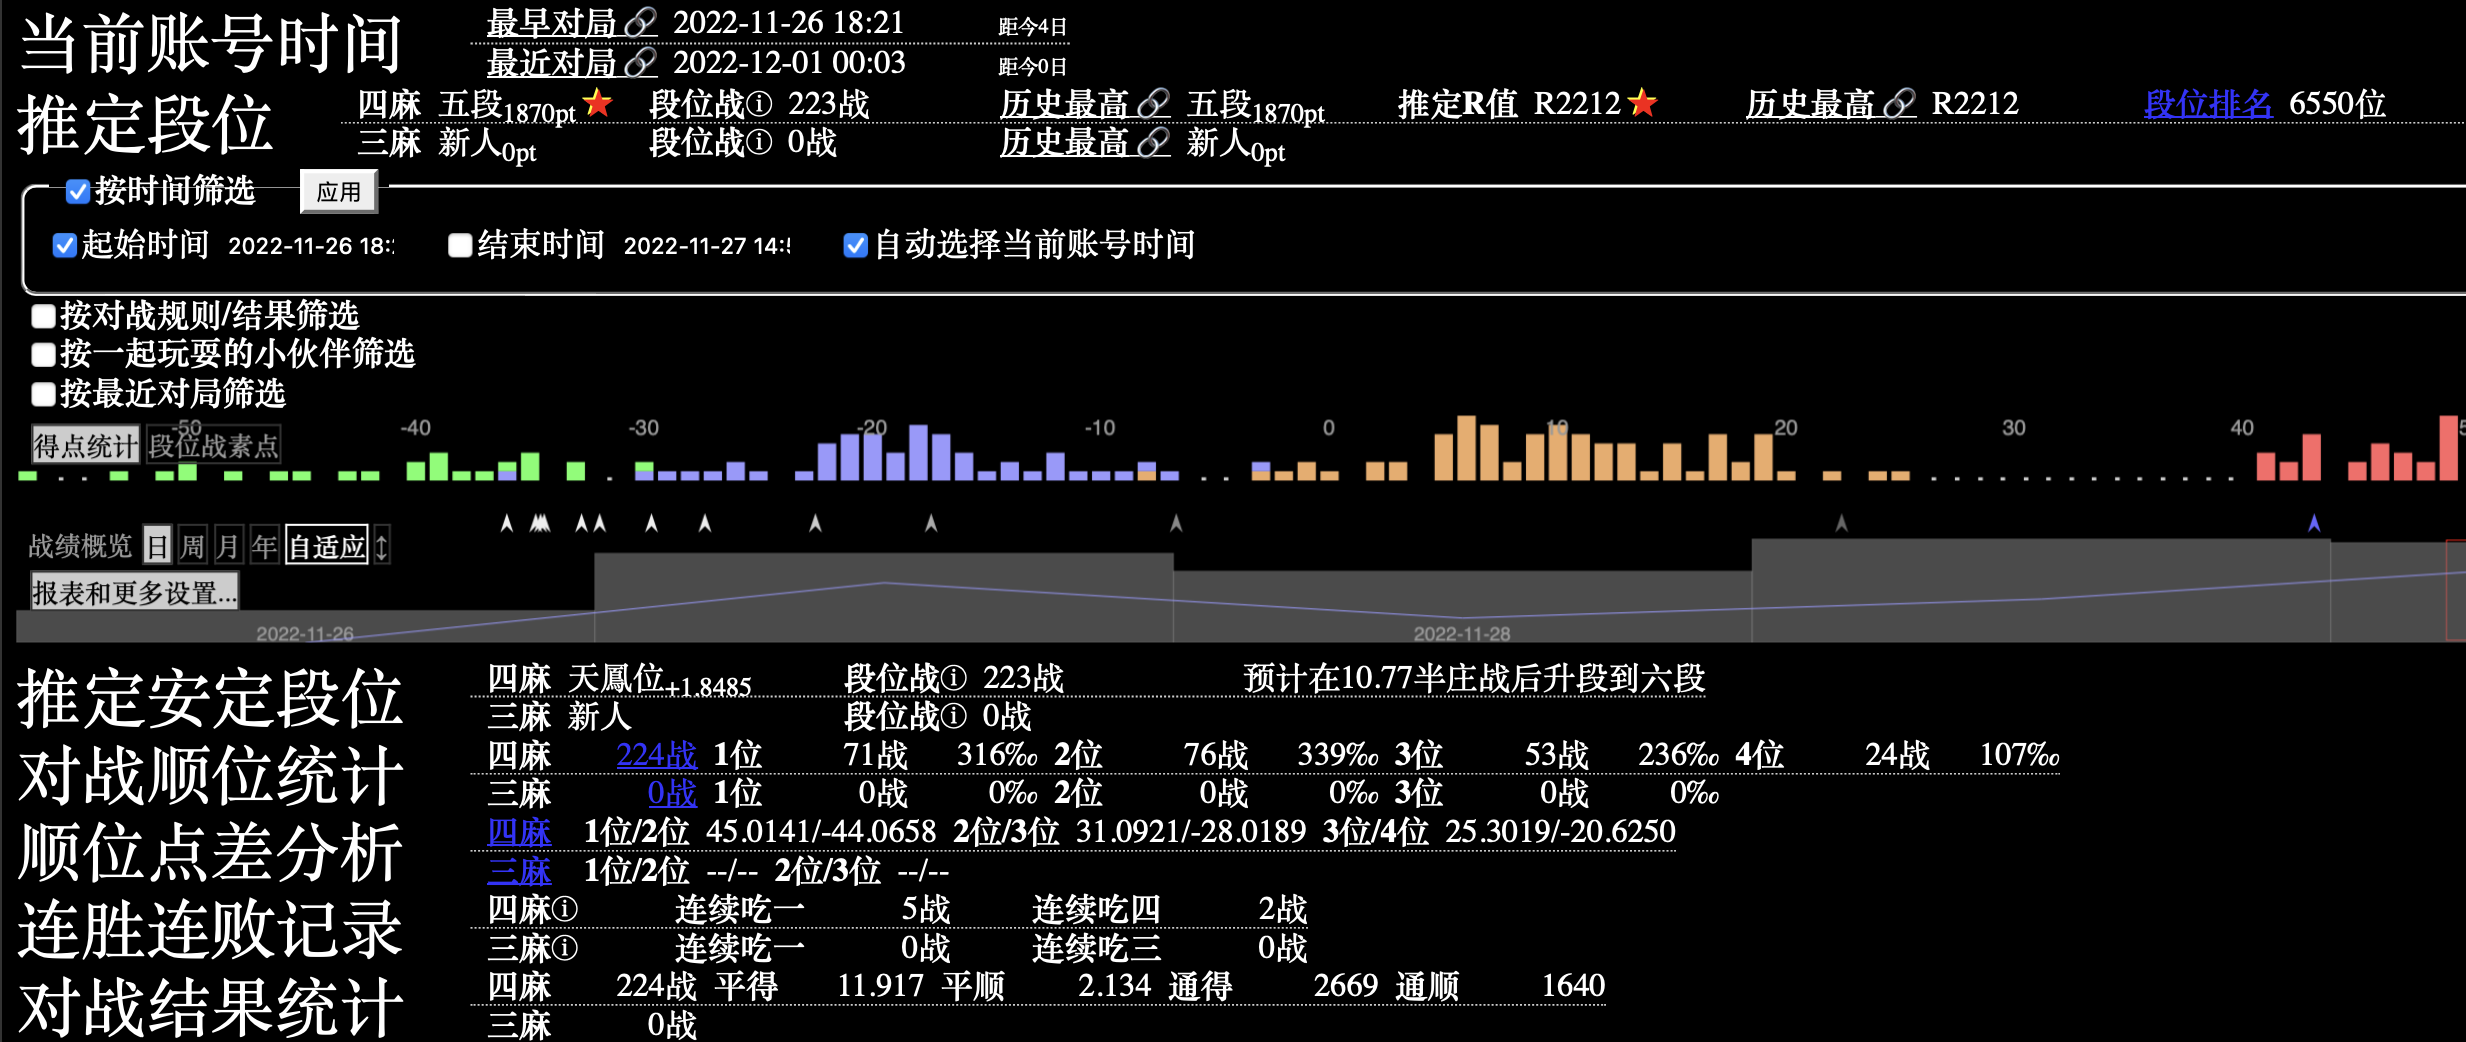 当前账号时间 最早对局🔗 2022-11-26 18:21 距今4日
最近对局🔗 2022-12-01 00:03 距今0日
推定段位 四麻 五段1870pt★ 段位战ⓘ 223战 历史最高🔗 五段1870pt 推定R值 R2212★ 历史最高🔗 R2212 段位排名 6550位
三麻 新人0pt 段位战ⓘ 0战 历史最高🔗 新人0pt
按时间筛选 应用
起始时间 2022-11-26 18: 结束时间 2022-11-27 14: 自动选择当前账号时间
按对战规则/结果筛选
按一起玩耍的小伙伴筛选
按最近对局筛选
-50 -40 -30 -20 -10 0 10 20 30 40 5
得点统计 段位战素点
战绩概览 日 周 月 年 自适应 ↕
报表和更多设置...
2022-11-26 2022-11-28
推定安定段位 四麻 天鳳位+1.8485 段位战ⓘ 223战 预计在10.77半庄战后升段到六段
三麻 新人 段位战ⓘ 0战
对战顺位统计 四麻 224战 1位 71战 316‰ 2位 76战 339‰ 3位 53战 236‰ 4位 24战 107‰
三麻 0战 1位 0战 0‰ 2位 0战 0‰ 3位 0战 0‰
顺位点差分析 四麻 1位/2位 45.0141/-44.0658 2位/3位 31.0921/-28.0189 3位/4位 25.3019/-20.6250
三麻 1位/2位 --/-- 2位/3位 --/--
连胜连败记录 四麻ⓘ 连续吃一 5战 连续吃四 2战
三麻ⓘ 连续吃一 0战 连续吃三 0战
对战结果统计 四麻 224战 平得 11.917 平顺 2.134 通得 2669 通顺 1640
三麻 0战